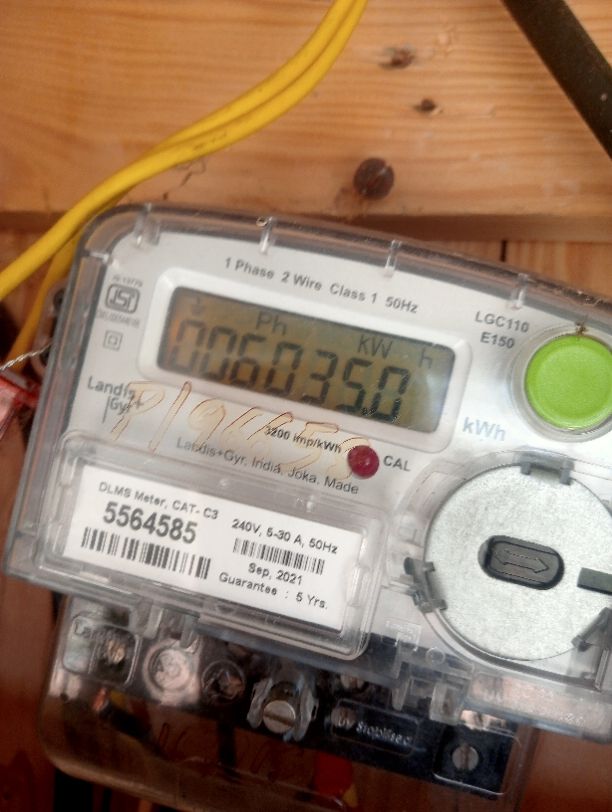 1 Phase 2 Wire Class 1 50Hz
LGC110
E150
Ph kW h
0060350
kWh
Landis
Gyr+
3200 imp/kWh
CAL
Landis+Gyr, India, Joka, Made
DLMS Meter, CAT- C3
5564585
240V, 5-30 A, 50Hz
Sep, 2021
Guarantee : 5 Yrs.